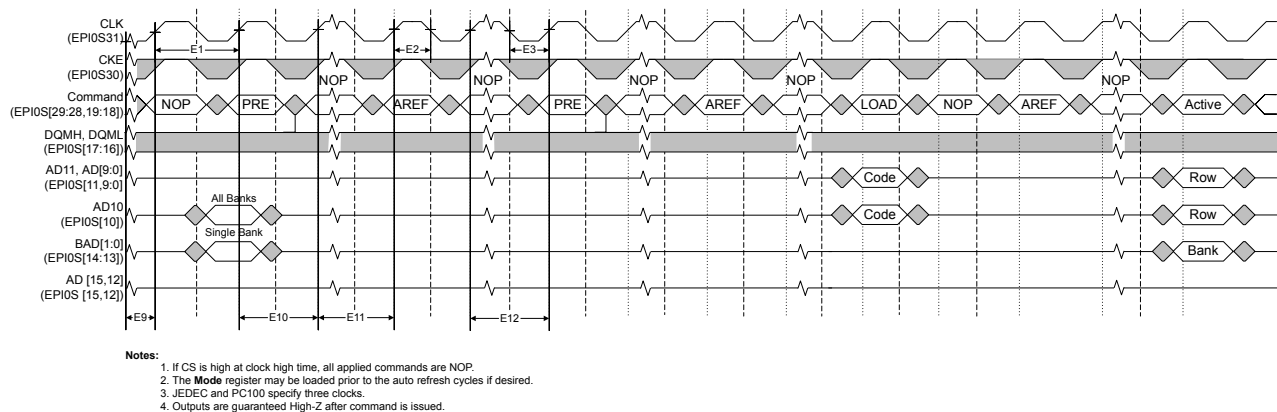 CLK
(EPI0S31)
E1
E2
E3
CKE
(EPI0S30)
NOP
NOP
NOP
NOP
NOP
Command
(EPI0S[29:28,19:18])
NOP
PRE
AREF
PRE
AREF
LOAD
NOP
AREF
Active
DQMH, DQML
(EPI0S[17:16])
AD11, AD[9:0]
(EPI0S[11,9:0])
Code
Row
All Banks
AD10
(EPI0S[10])
Code
Row
Single Bank
BAD[1:0]
(EPI0S[14:13])
Bank
AD [15,12]
(EPI0S [15,12])
E9
E10
E11
E12
Notes:
1. If CS is high at clock high time, all applied commands are NOP.
2. The Mode register may be loaded prior to the auto refresh cycles if desired.
3. JEDEC and PC100 specify three clocks.
4. Outputs are guaranteed High-Z after command is issued.